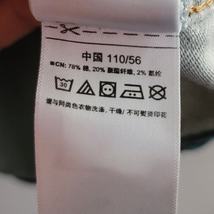 中国 110/56
■CN: 78% 棉, 20% 聚酯纤维, 2% 氨纶
30
需与同类色衣物洗涤, 干燥/ 不可熨烫印花